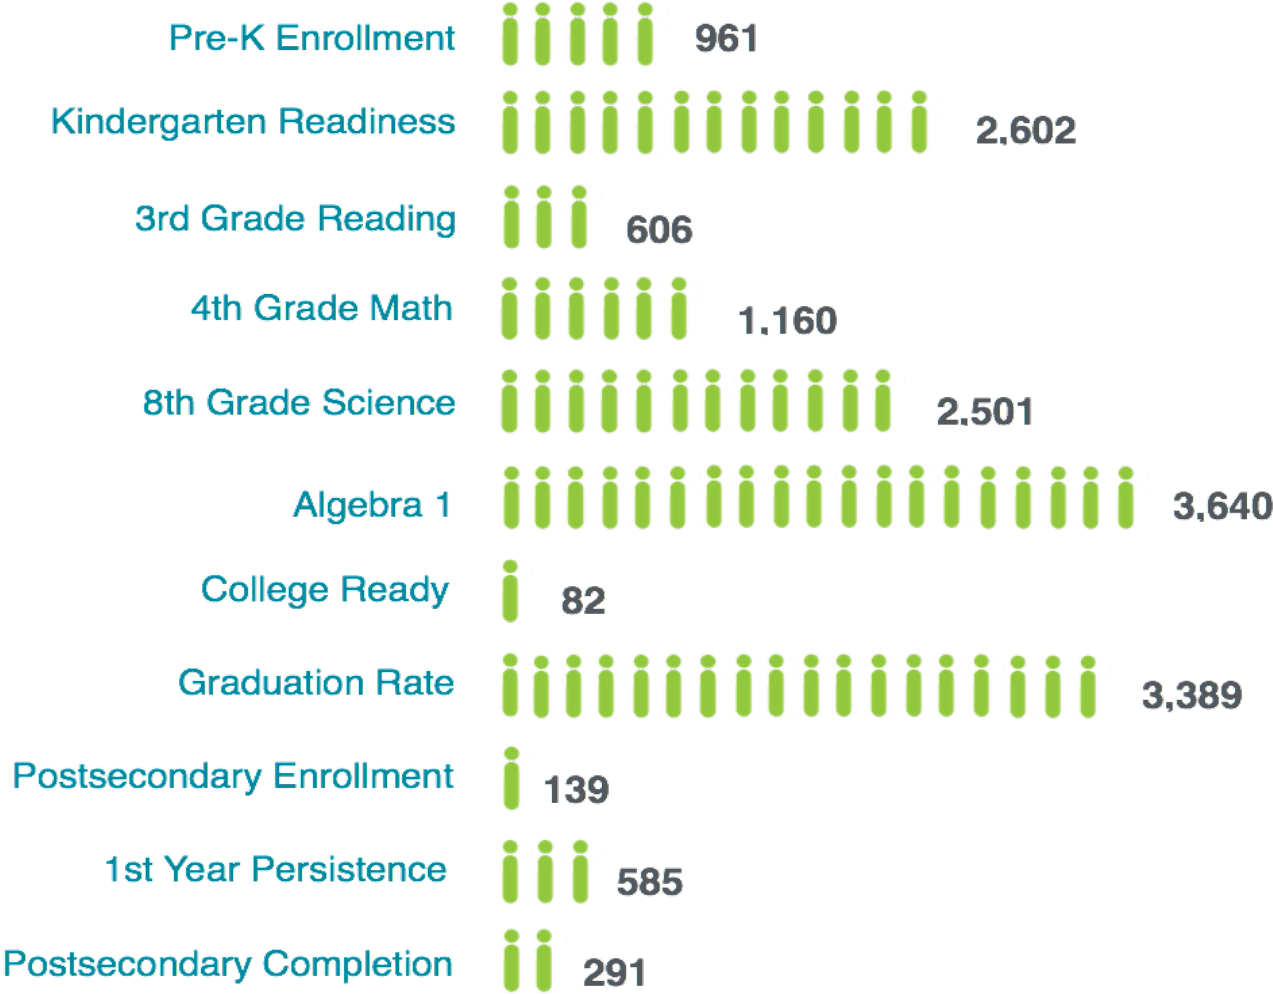 Pre-K Enrollment 961
Kindergarten Readiness 2,602
3rd Grade Reading 606
4th Grade Math 1,160
8th Grade Science 2,501
Algebra 1 3,640
College Ready 82
Graduation Rate 3,389
Postsecondary Enrollment 139
1st Year Persistence 585
Postsecondary Completion 291